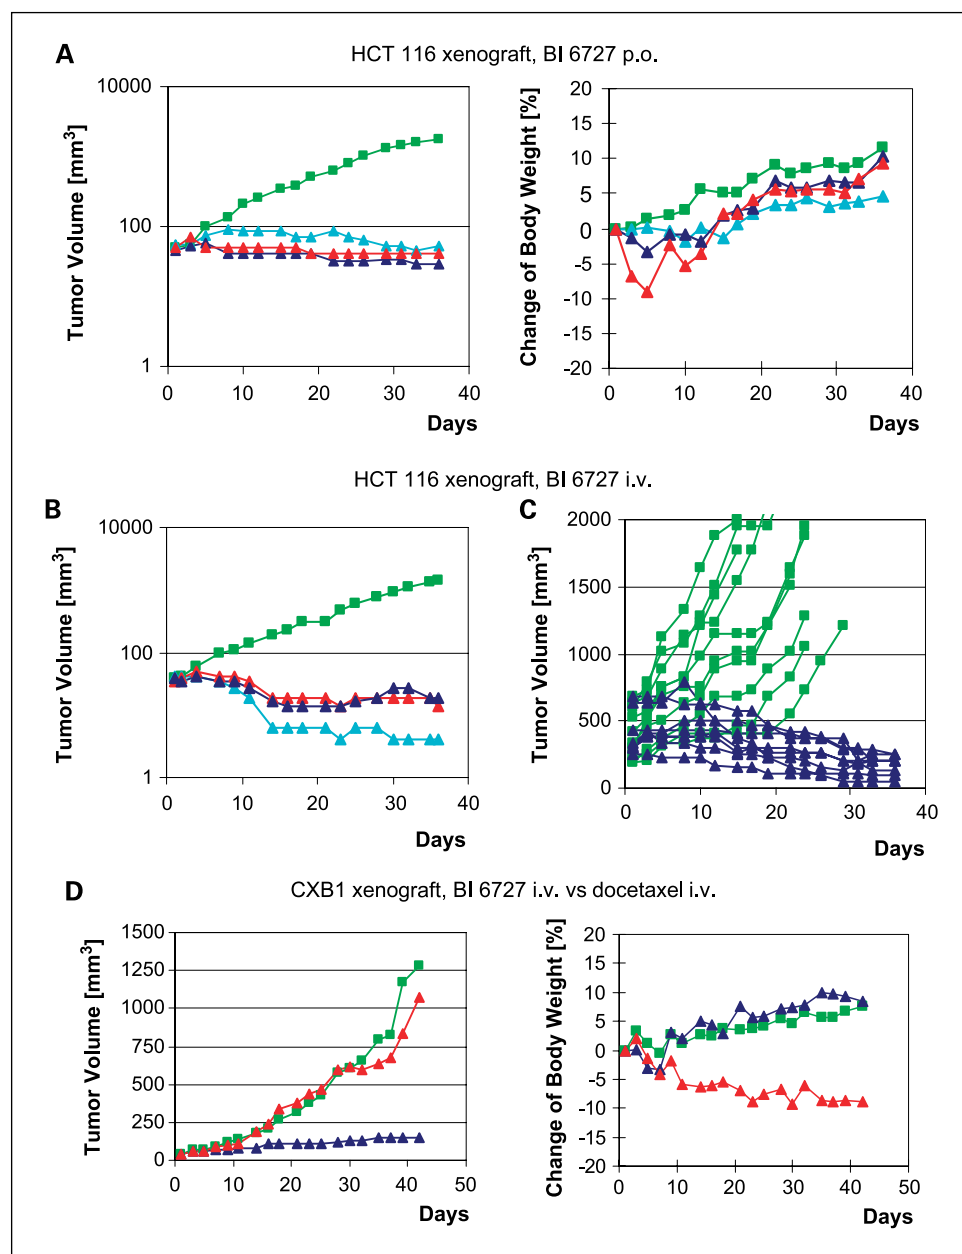 A
HCT 116 xenograft, BI 6727 p.o.
Tumor Volume [mm³]
10000
100
1
0 10 20 30 40
Days
Change of Body Weight [%]
20
15
10
5
0
-5
-10
-15
-20
0 10 20 30 40
Days
HCT 116 xenograft, BI 6727 i.v.
B
Tumor Volume [mm³]
10000
100
1
0 10 20 30 40
Days
C
Tumor Volume [mm³]
2000
1500
1000
500
0
0 10 20 30 40
Days
D
CXB1 xenograft, BI 6727 i.v. vs docetaxel i.v.
Tumor Volume [mm³]
1500
1250
1000
750
500
250
0
0 10 20 30 40 50
Days
Change of Body Weight [%]
20
15
10
5
0
-5
-10
-15
-20
0 10 20 30 40 50
Days